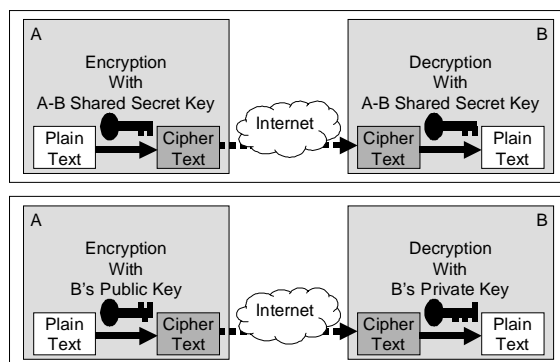 A
Encryption
With
A-B Shared Secret Key
Plain
Text
Cipher
Text
Internet
B
Decryption
With
A-B Shared Secret Key
Cipher
Text
Plain
Text
A
Encryption
With
B's Public Key
Plain
Text
Cipher
Text
Internet
B
Decryption
With
B's Private Key
Cipher
Text
Plain
Text